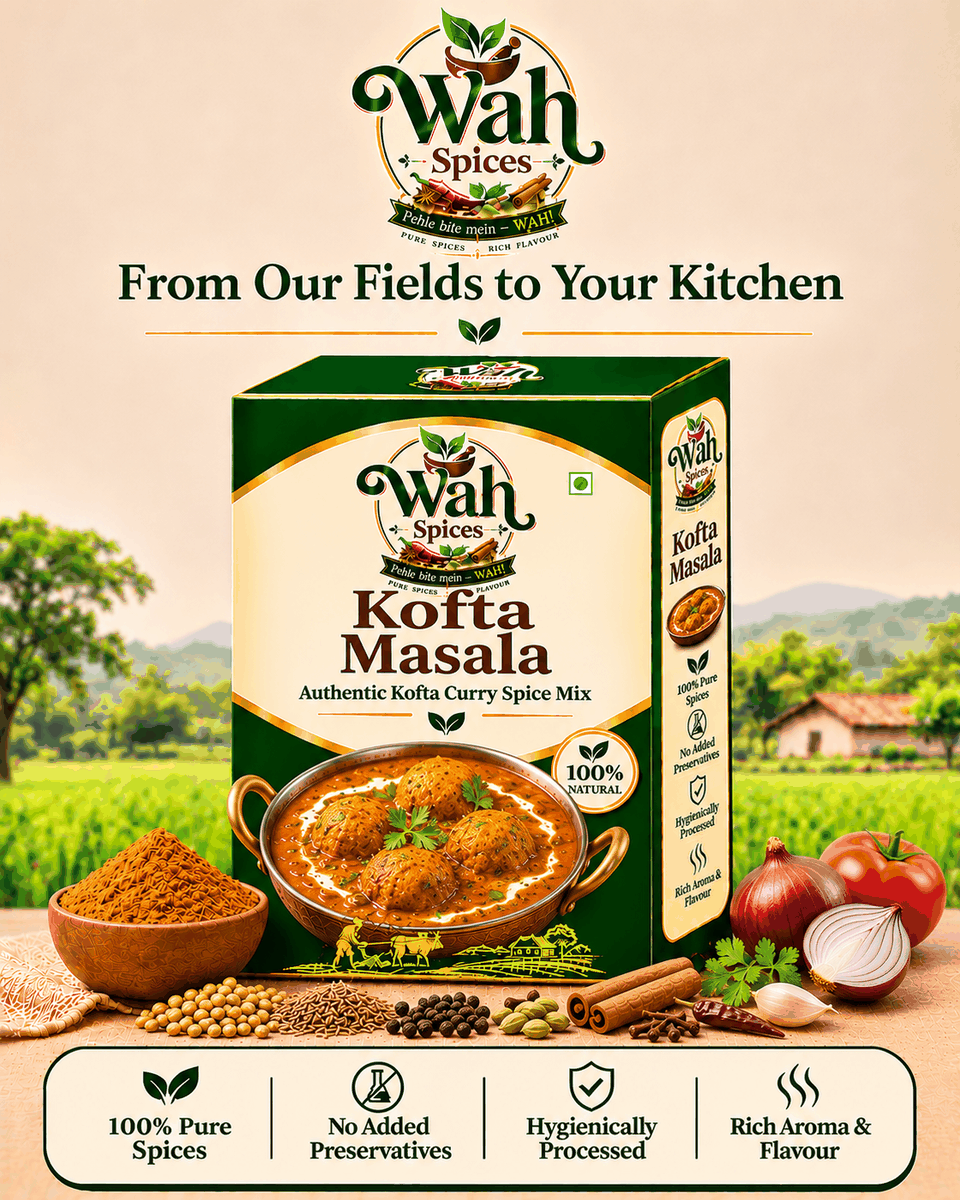 Wah
Spices
Pehle bite mein – WAH!
PURE SPICES RICH FLAVOUR
From Our Fields to Your Kitchen
Wah
Wah
Spices
Pehle bite mein – WAH!
PURE SPICES FLAVOUR
Kofta
Masala
Authentic Kofta Curry Spice Mix
100%
NATURAL
Wah
Spices
Kofta
Masala
100% Pure
Spices
No Added
Preservatives
Hygienically
Processed
Rich Aroma &
Flavour
100% Pure
Spices
No Added
Preservatives
Hygienically
Processed
Rich Aroma &
Flavour